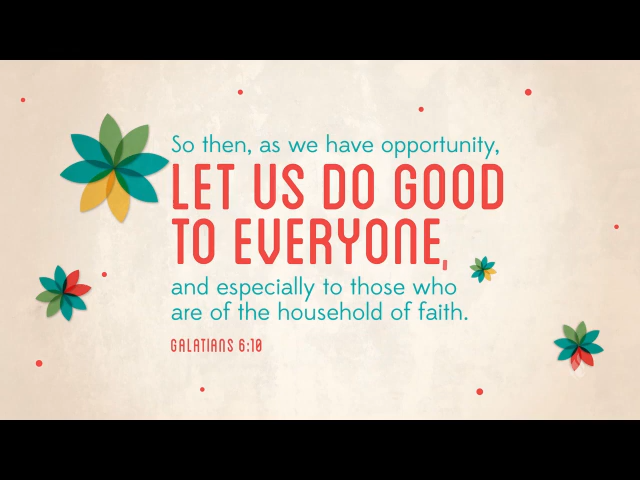 So then, as we have opportunity,
LET US DO GOOD
TO EVERYONE,
and especially to those who
are of the household of faith.
GALATIANS 6:10